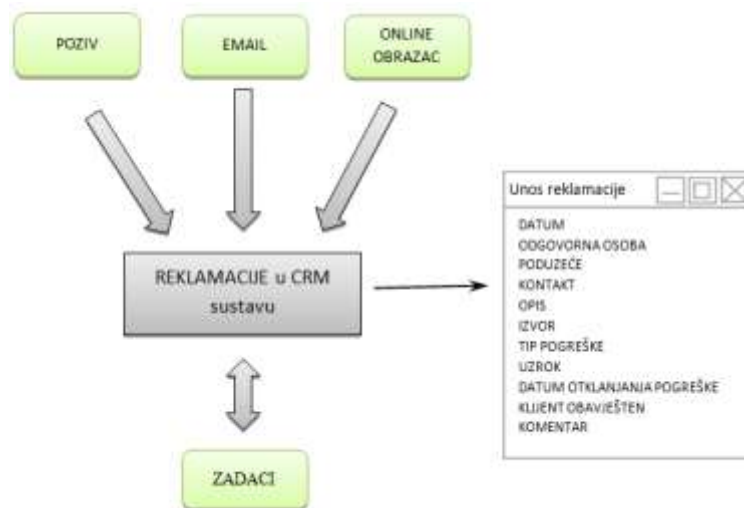 POZIV
EMAIL
ONLINE
OBRAZAC
REKLAMACIJE u CRM
sustavu
ZADACI
Unos reklamacije
DATUM
ODGOVORNA OSOBA
PODUZEĆE
KONTAKT
OPIS
IZVOR
TIP POGREŠKE
UZROK
DATUM OTKLANJANJA POGREŠKE
KLIJENT OBAVJEŠTEN
KOMENTAR